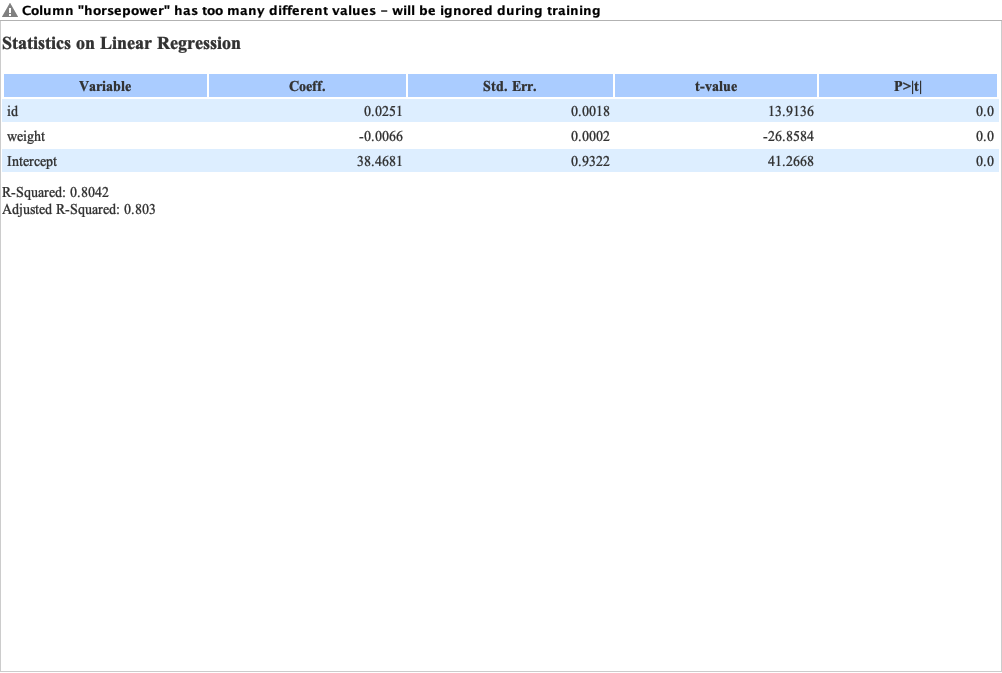 Column "horsepower" has too many different values – will be ignored during training
Statistics on Linear Regression
Variable Coeff. Std. Err. t-value P>|t|
id 0.0251 0.0018 13.9136 0.0
weight -0.0066 0.0002 -26.8584 0.0
Intercept 38.4681 0.9322 41.2668 0.0
R-Squared: 0.8042
Adjusted R-Squared: 0.803